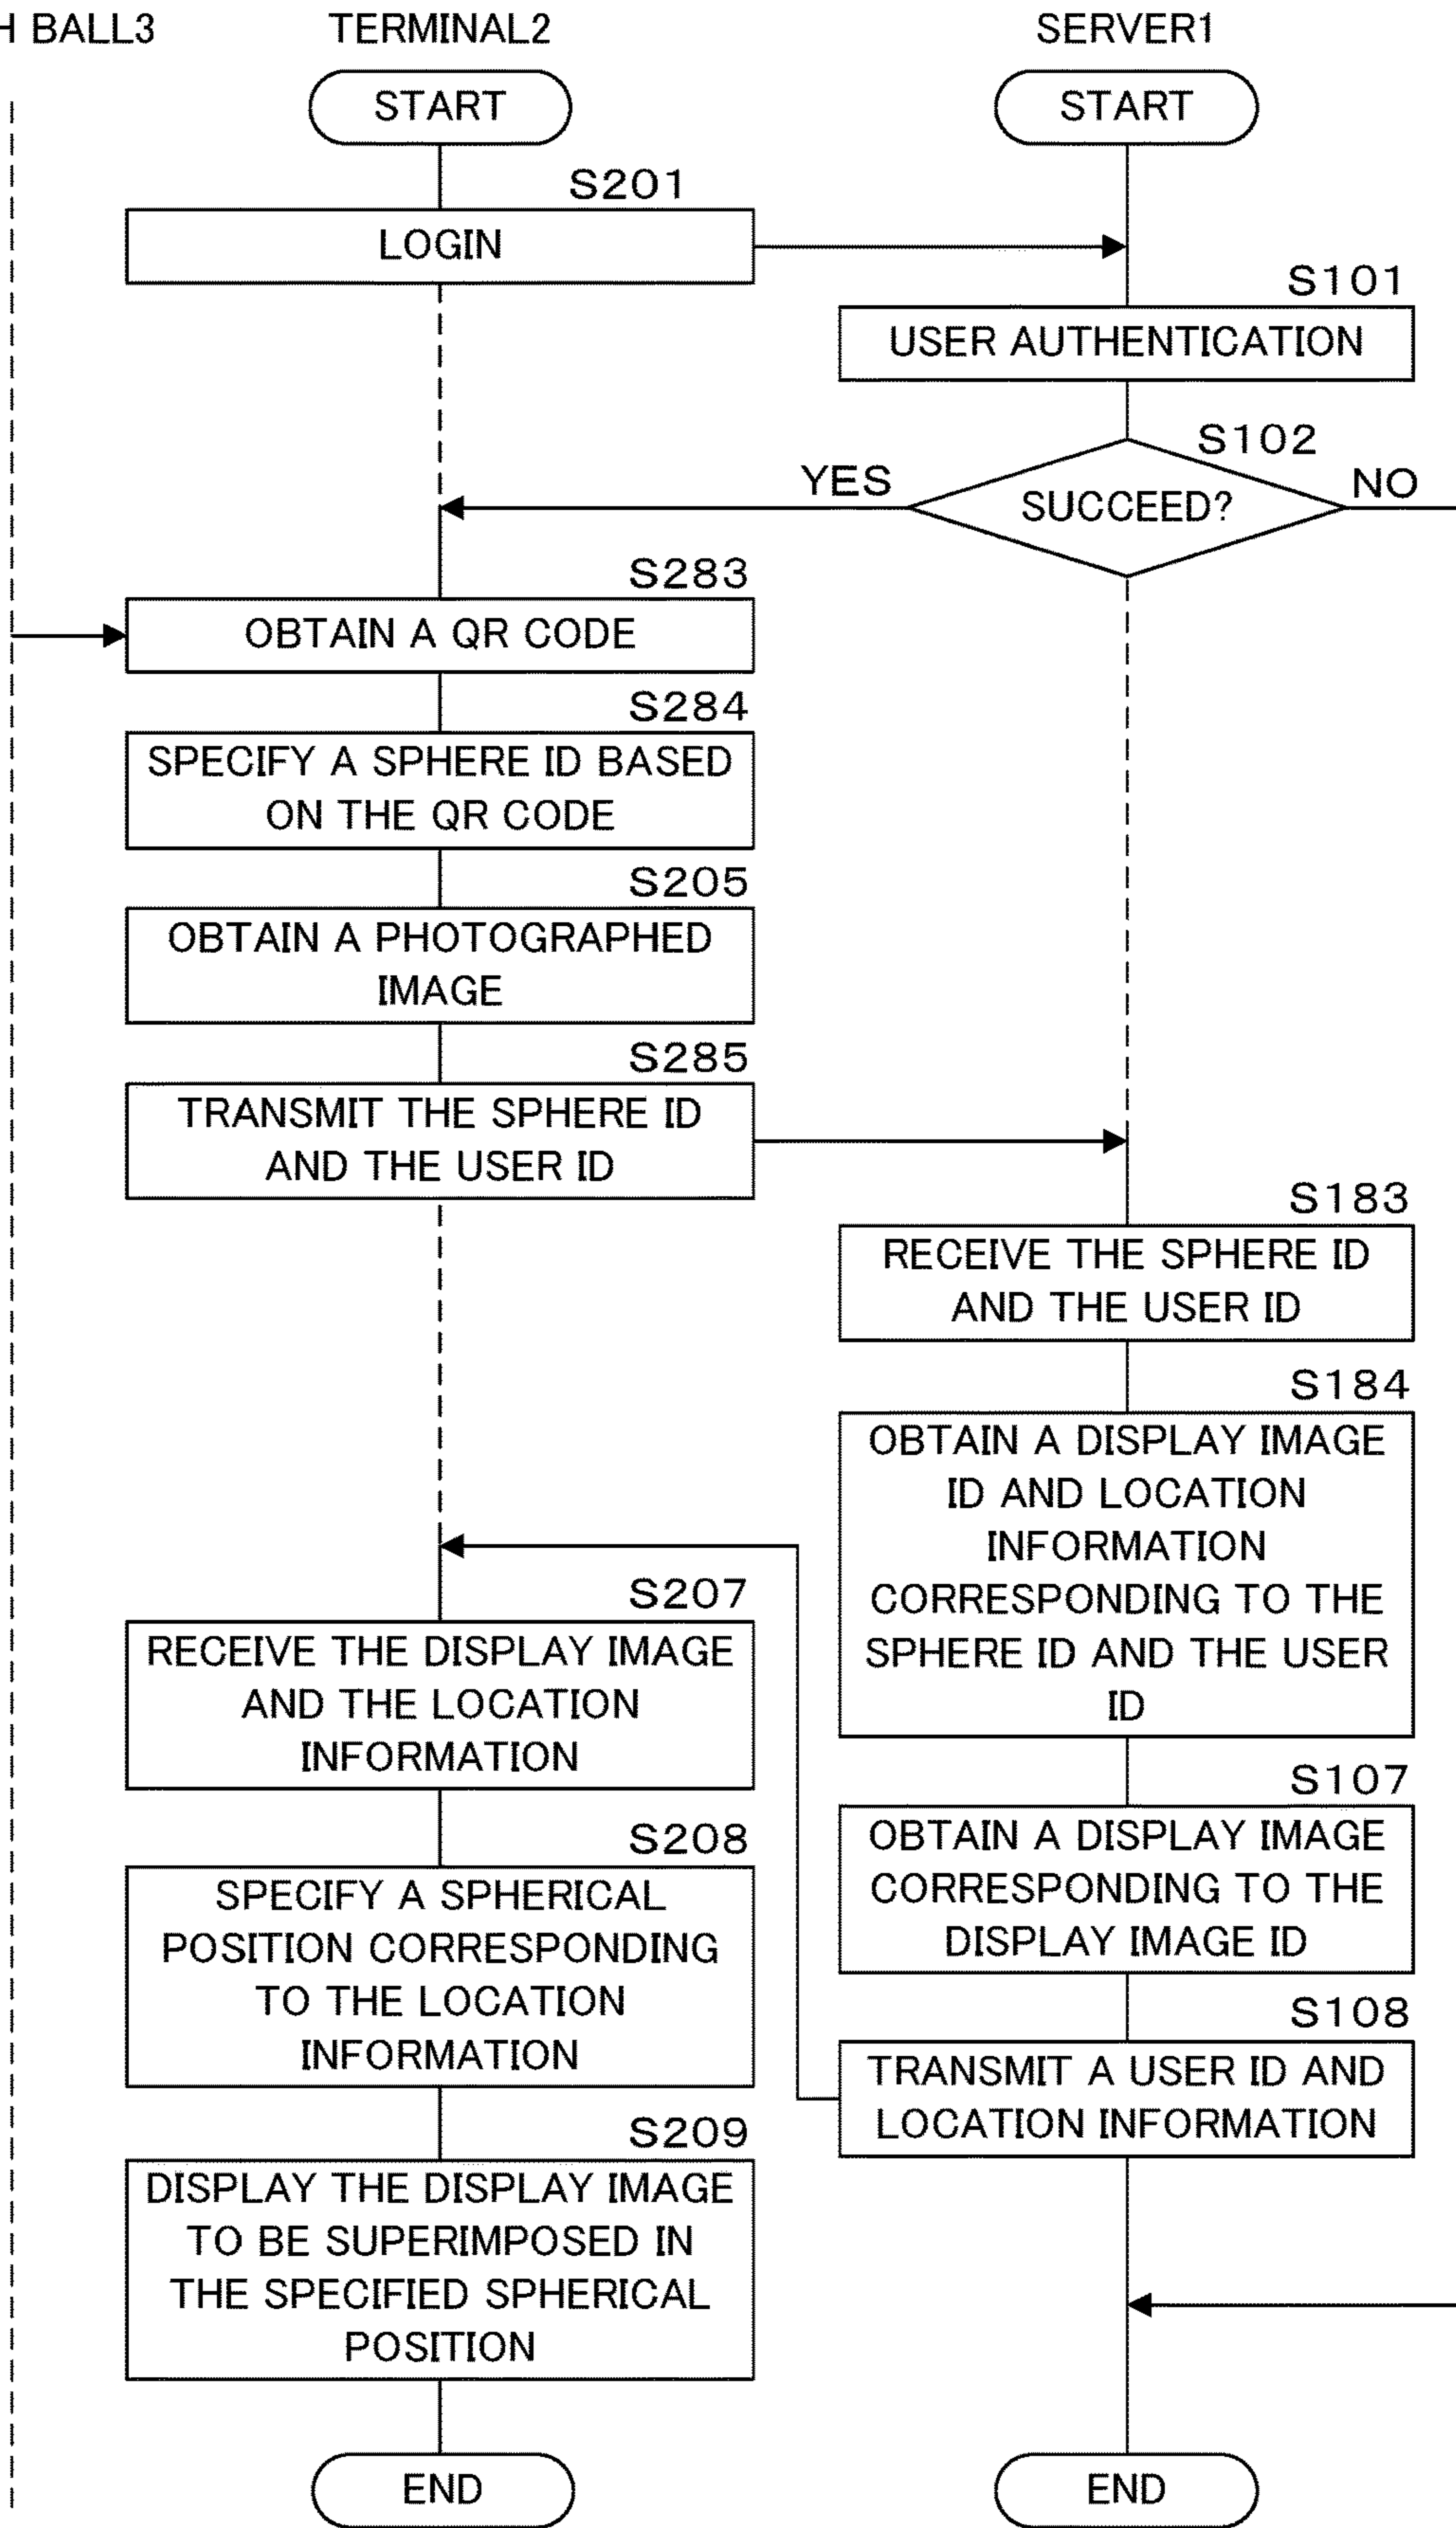 H BALL3
TERMINAL2
SERVER1
START
START
S201
LOGIN
S101
USER AUTHENTICATION
S102
SUCCEED?
YES
NO
S283
OBTAIN A QR CODE
S284
SPECIFY A SPHERE ID BASED
ON THE QR CODE
S205
OBTAIN A PHOTOGRAPHED
IMAGE
S285
TRANSMIT THE SPHERE ID
AND THE USER ID
S183
RECEIVE THE SPHERE ID
AND THE USER ID
S184
OBTAIN A DISPLAY IMAGE
ID AND LOCATION
INFORMATION
CORRESPONDING TO THE
SPHERE ID AND THE USER
ID
S207
RECEIVE THE DISPLAY IMAGE
AND THE LOCATION
INFORMATION
S107
OBTAIN A DISPLAY IMAGE
CORRESPONDING TO THE
DISPLAY IMAGE ID
S208
SPECIFY A SPHERICAL
POSITION CORRESPONDING
TO THE LOCATION
INFORMATION
S108
TRANSMIT A USER ID AND
LOCATION INFORMATION
S209
DISPLAY THE DISPLAY IMAGE
TO BE SUPERIMPOSED IN
THE SPECIFIED SPHERICAL
POSITION
END
END